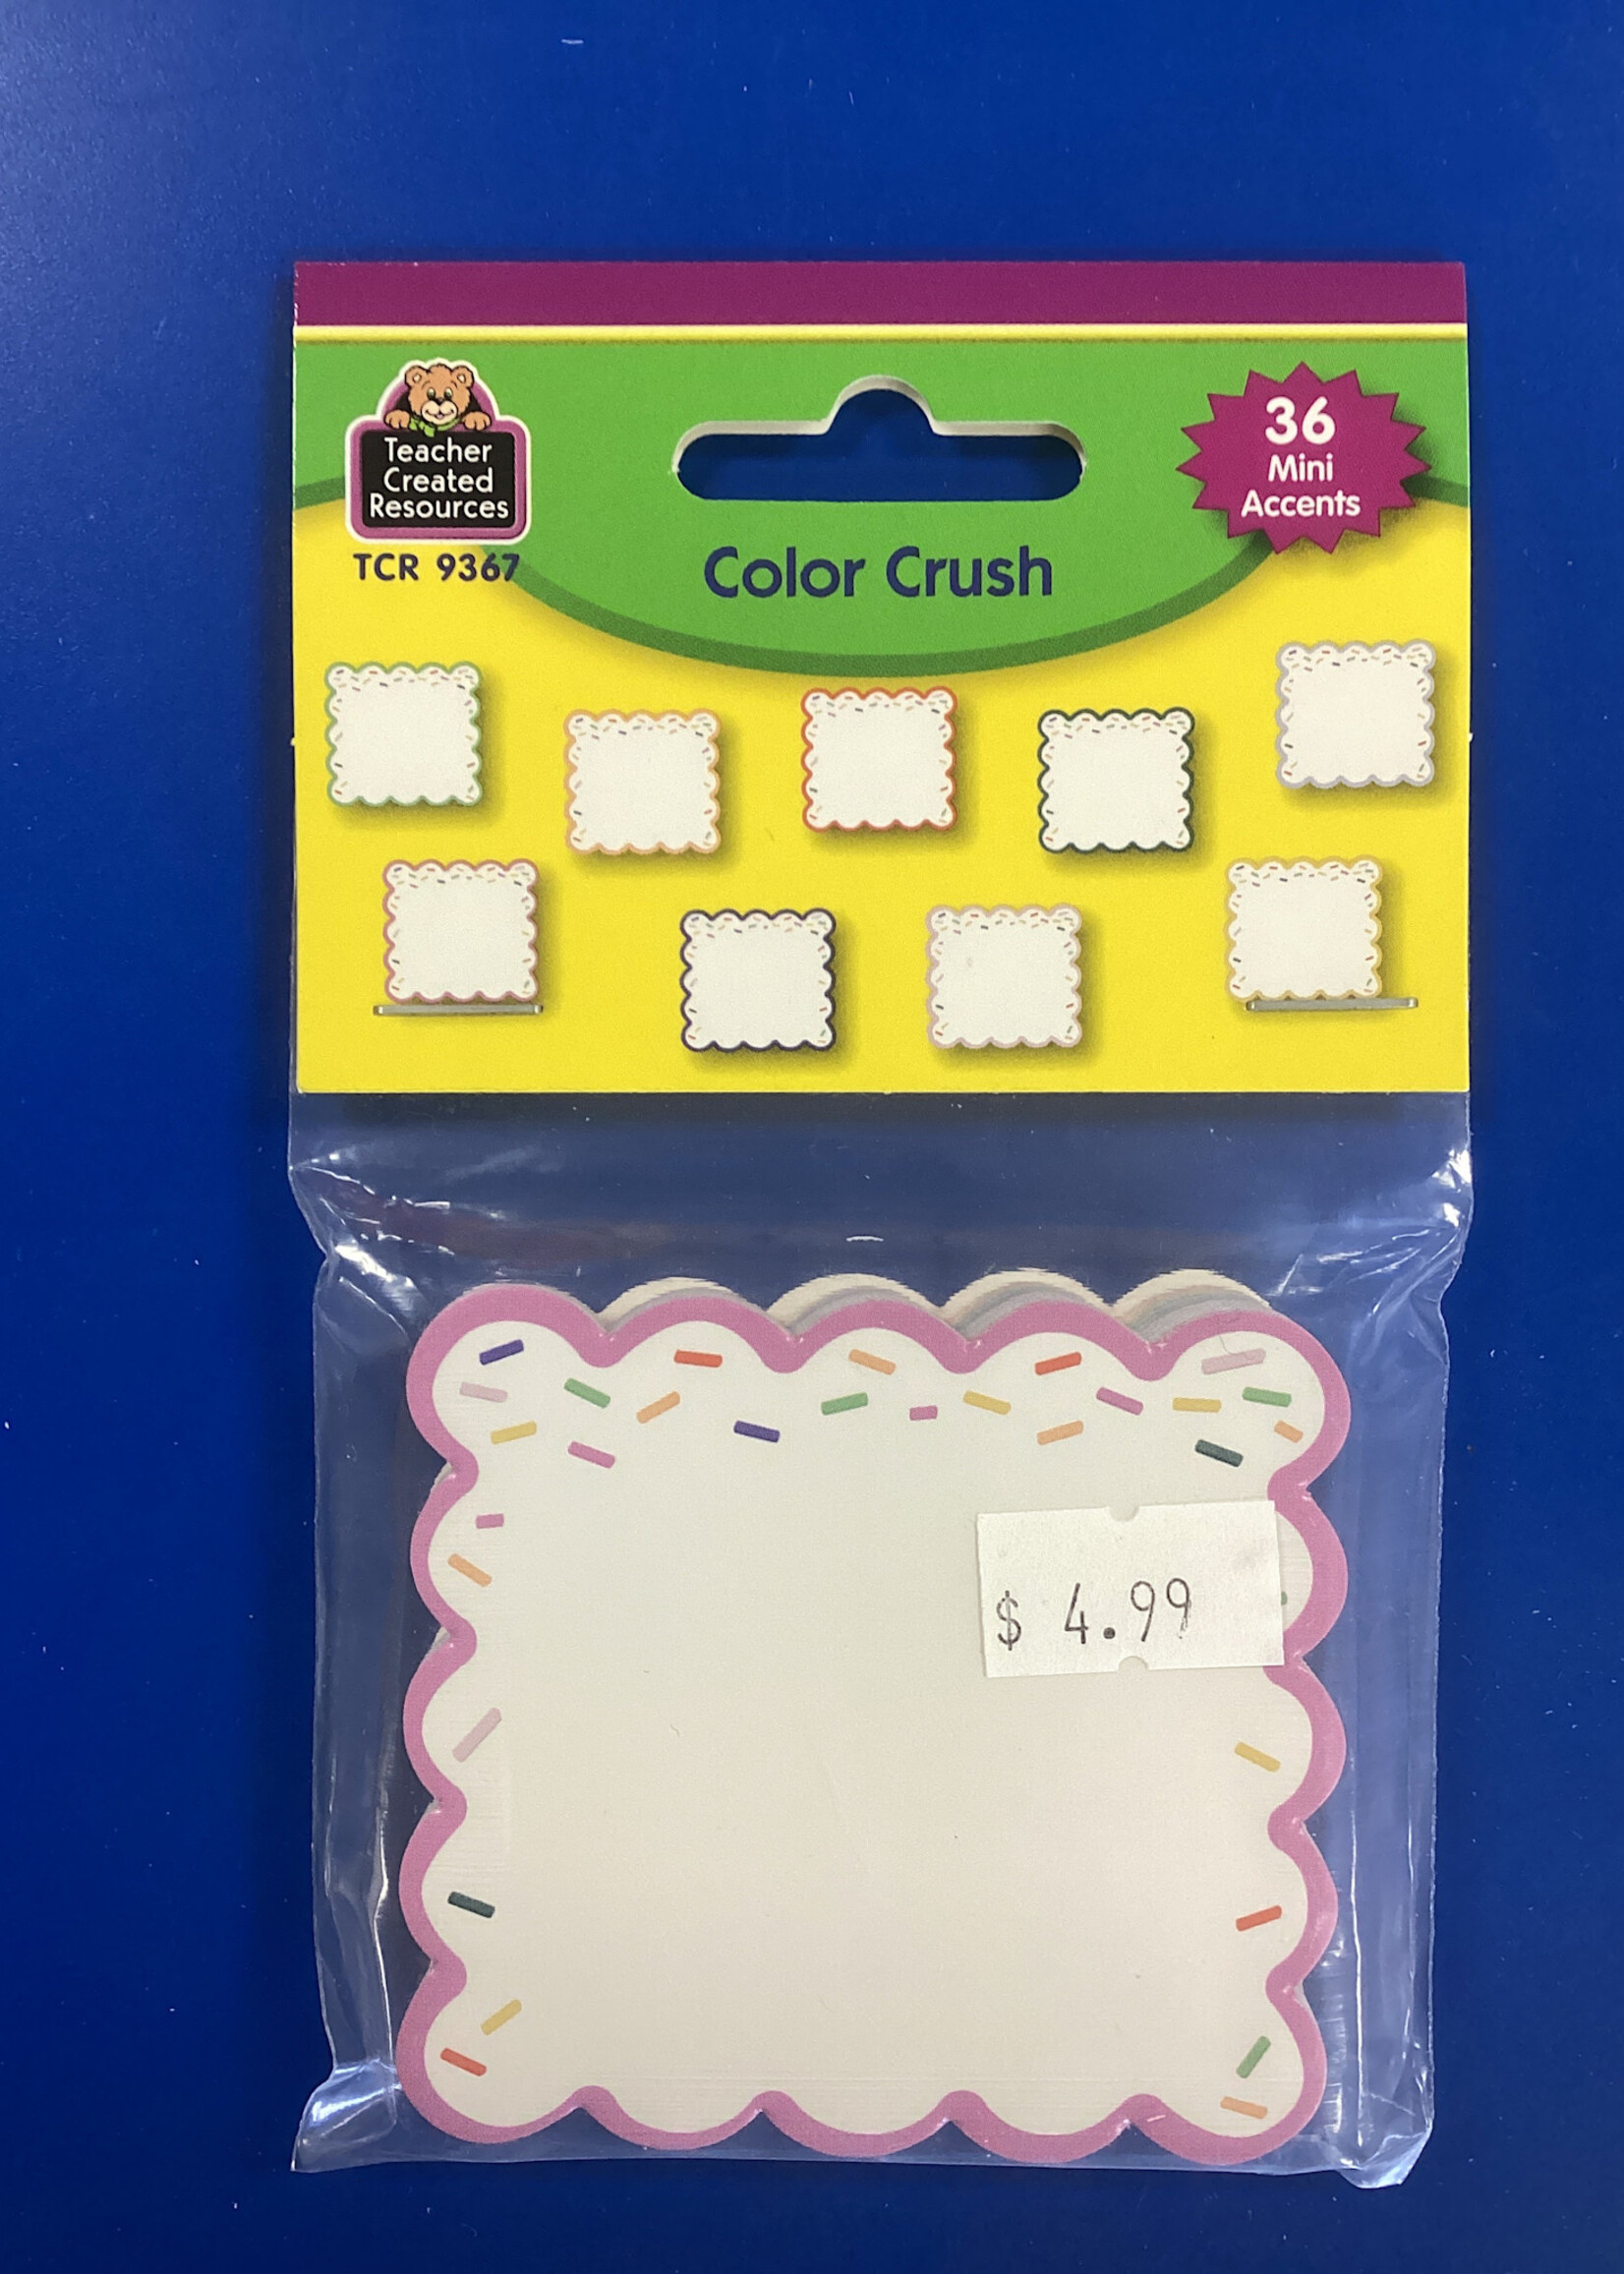 Teacher
Created
Resources
TCR 9367
36
Mini
Accents
Color Crush
$ 4.99